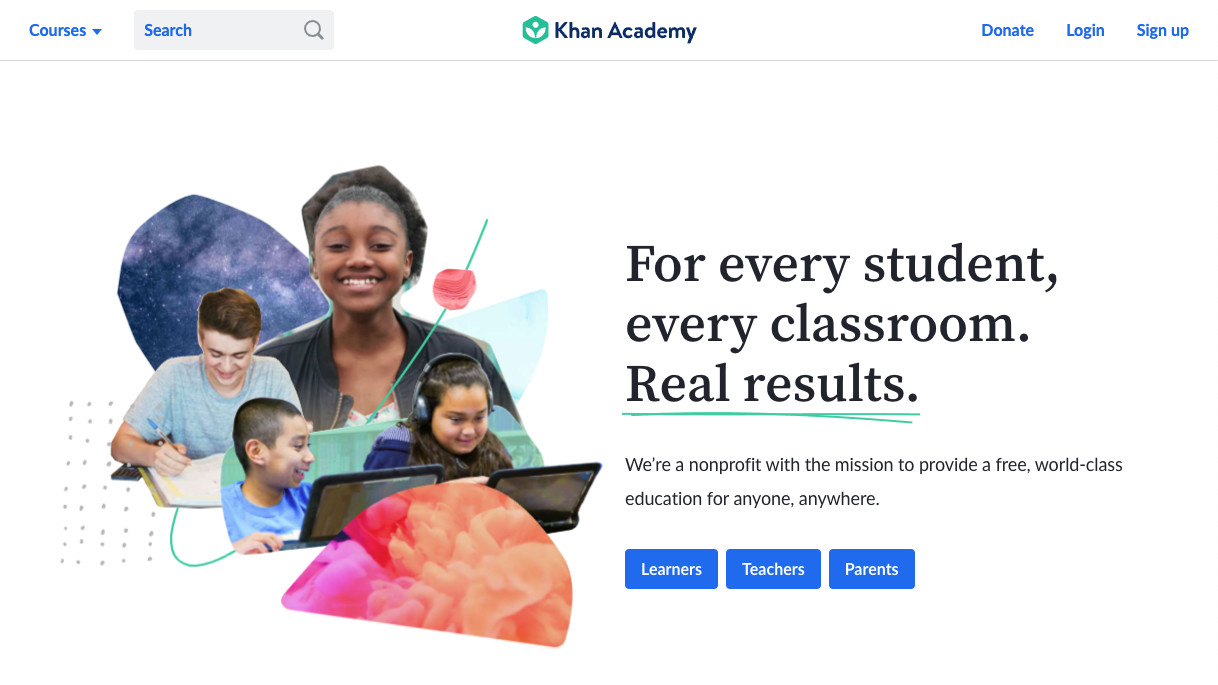 Courses
Search
Khan Academy
Donate
Login
Sign up
For every student,
every classroom.
Real results.
We’re a nonprofit with the mission to provide a free, world-class
education for anyone, anywhere.
Learners
Teachers
Parents